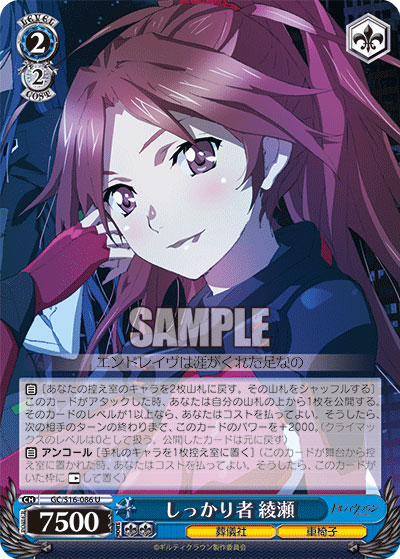 LEVEL
2
2
COST
SAMPLE
エンドレイヴは涯がくれた足なの
［あなたの控え室のキャラを2枚山札に戻す，その山札をシャッフルする］
このカードがアタックした時、あなたは自分の山札の上から1枚を公開する。
そのカードのレベルが1以上なら、あなたはコストを払ってよい。そうしたら、
次の相手のターンの終わりまで、このカードのパワーを＋2000。（クライマ
ックスのレベルは0として扱う。公開したカードは元に戻す）
アンコール ［手札のキャラを1枚控え室に置く］ （このカードが舞台から
控え室に置かれた時、あなたはコストを払ってよい。そうしたら、このカード
がいた枠に
置く）
CH
GC/S16-086 U
7500
しっかり者 綾瀬
ギルティクラウン
葬儀社
車椅子
©ギルティクラウン製作委員会